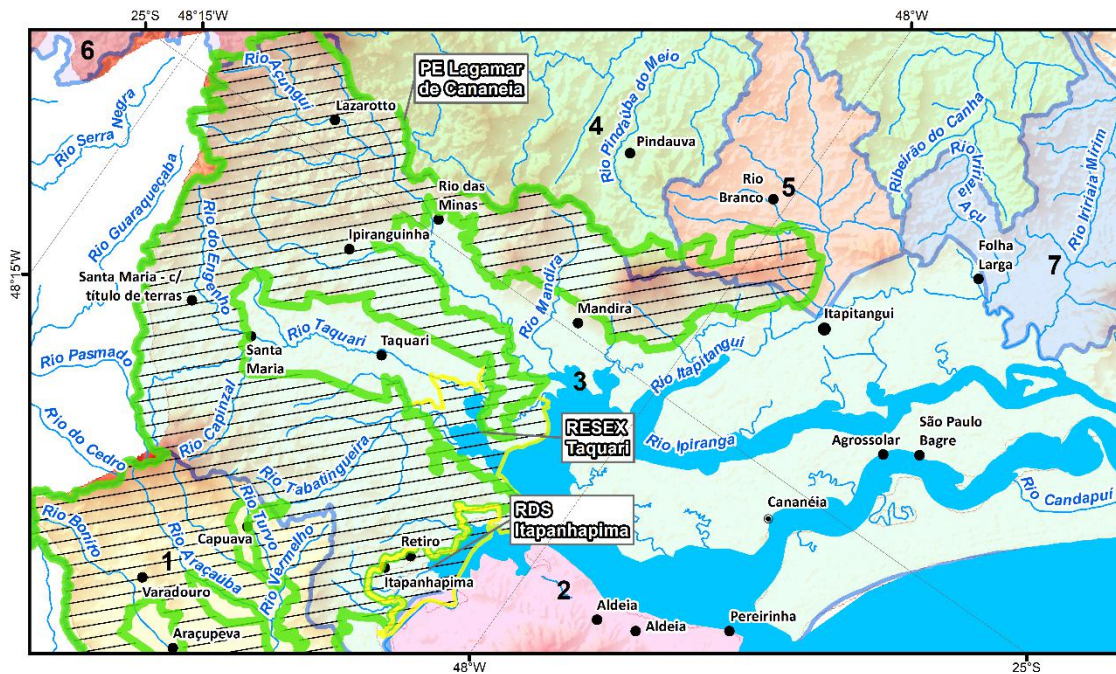 25°S
48°15'W
48°W
6
Rio Açungui
PE Lagamar
de Cananeia
Lazarotto
4
Rio Pindaúba do Meio
Pindauva
Rio Serra Negra
Ribeirão do Canha
Rio Iririaia
Açu
Rio Iririaia Mirim
Rio
Branco
5
Rio das
Minas
Rio Guaraqueçaba
Rio do Engenho
Ipiranguinha
Folha
Larga
7
48°15'W
Santa Maria - c/
título de terras
Rio Mandira
Mandira
Itapitangui
Rio Taquari
Taquari
Santa
Maria
Rio Pasmado
3
Rio Itapitangui
Rio Capinzal
RESEX
Taquari
Rio Ipiranga
São Paulo
Bagre
Agrossolar
Rio do Cedro
Rio Tabatingueira
Rio Candapuí
RDS
Itapanhapima
Cananéia
Rio Boniro
Rio Turvo
Capuava
Rio Araçaúba
Rio Vermelho
Retiro
Itapanhapima
1
Varadouro
2
Aldeia
Aldeia
Pereirinha
Araçupeva
48°W
25°S